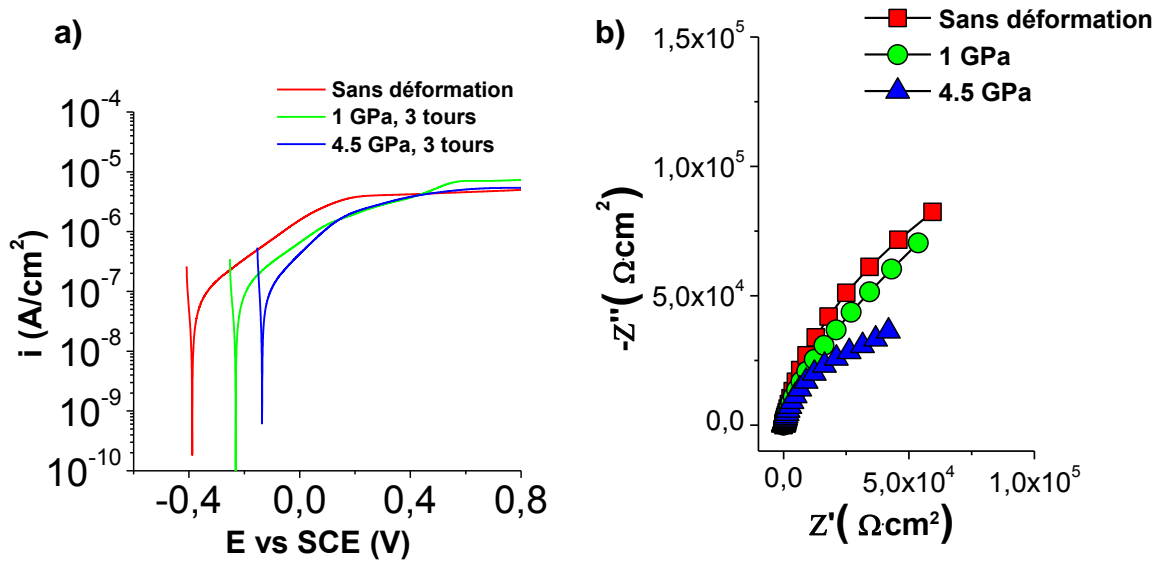 a)
Sans déformation
1 GPa, 3 tours
4.5 GPa, 3 tours
10⁻⁴
10⁻⁵
10⁻⁶
10⁻⁷
10⁻⁸
10⁻⁹
10⁻¹⁰
i (A/cm²)
-0,4 0,0 0,4 0,8
E vs SCE (V)
b)
Sans déformation
1 GPa
4.5 GPa
1,5x10⁵
1,0x10⁵
5,0x10⁴
0,0
-Z''( Ω·cm²)
0,0 5,0x10⁴ 1,0x10⁵
Z'( Ω·cm²)